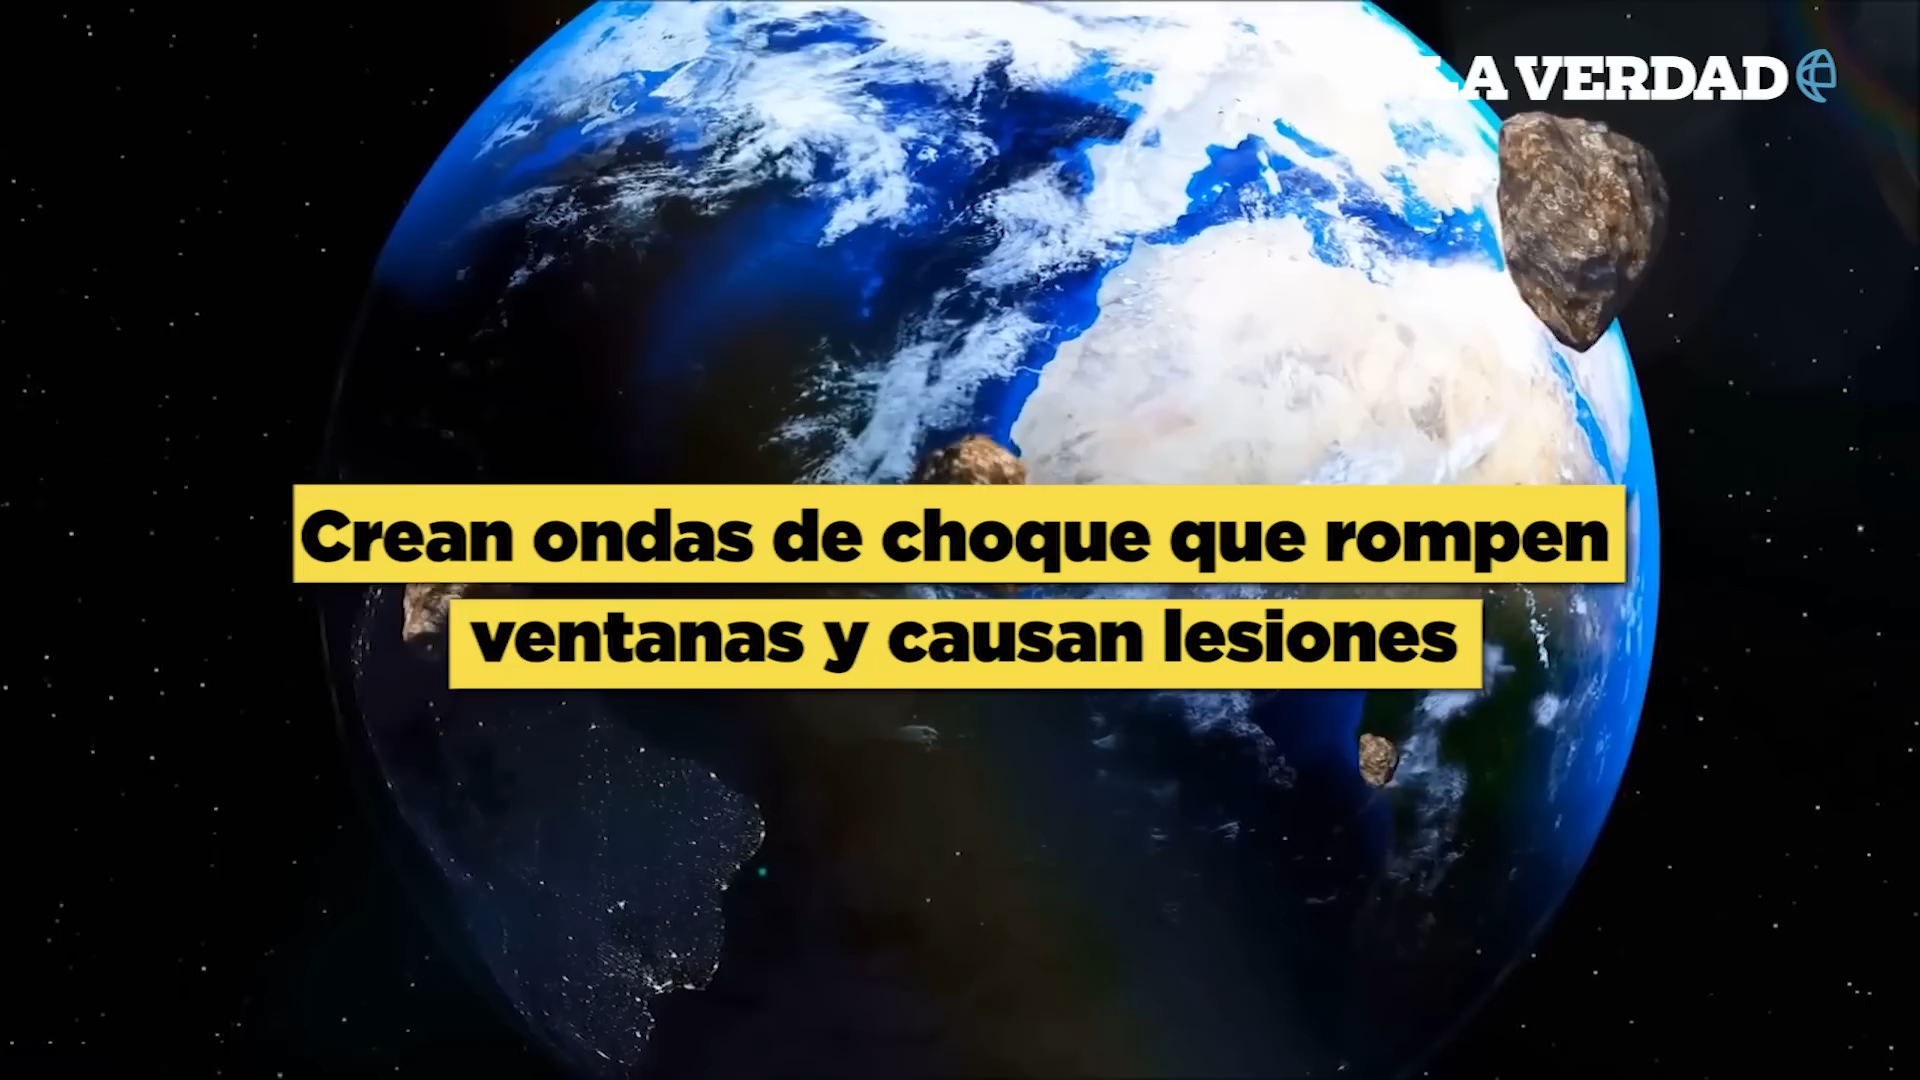 LA VERDAD
Crean ondas de choque que rompen
ventanas y causan lesiones